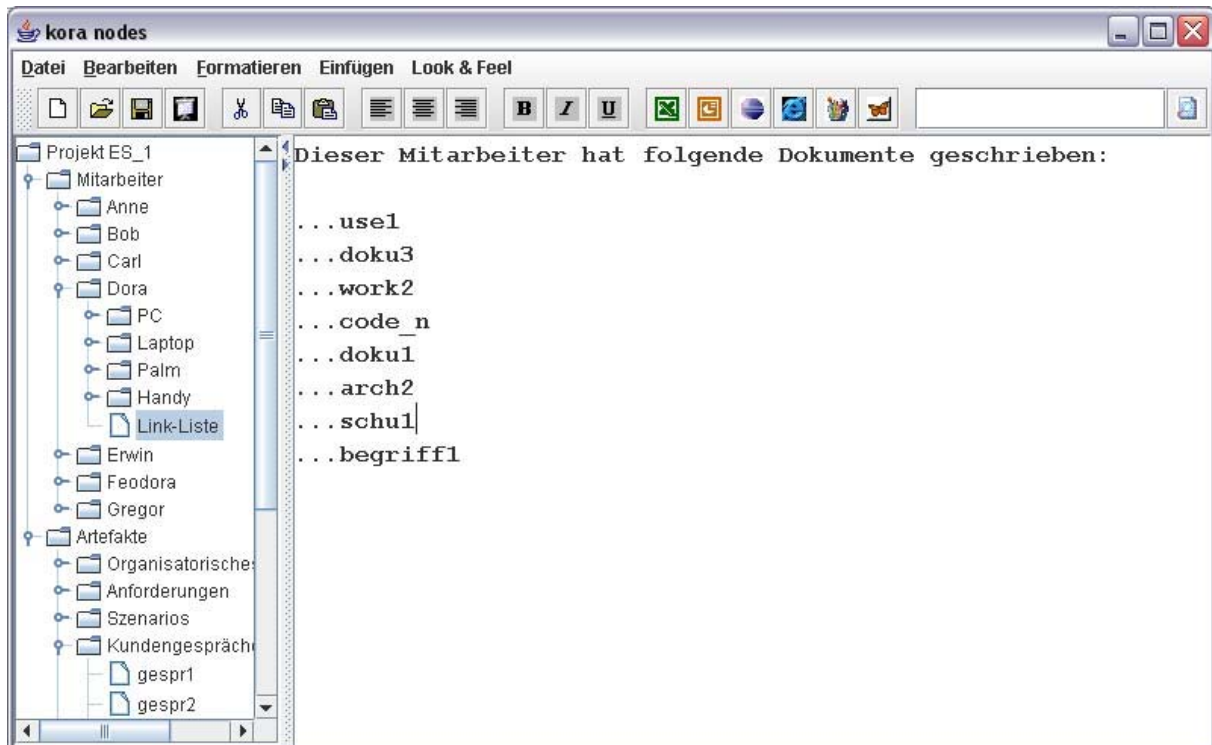 kora nodes
Datei Bearbeiten Formatieren Einfügen Look & Feel
B I U
Projekt ES_1
Mitarbeiter
Anne
Bob
Carl
Dora
PC
Laptop
Palm
Handy
Link-Liste
Erwin
Feodora
Gregor
Artefakte
Organisatorische
Anforderungen
Szenarios
Kundengespräch
gespr1
gespr2
Dieser Mitarbeiter hat folgende Dokumente geschrieben:
...use1
...doku3
...work2
...code_n
...doku1
...arch2
...schu1
...begriff1